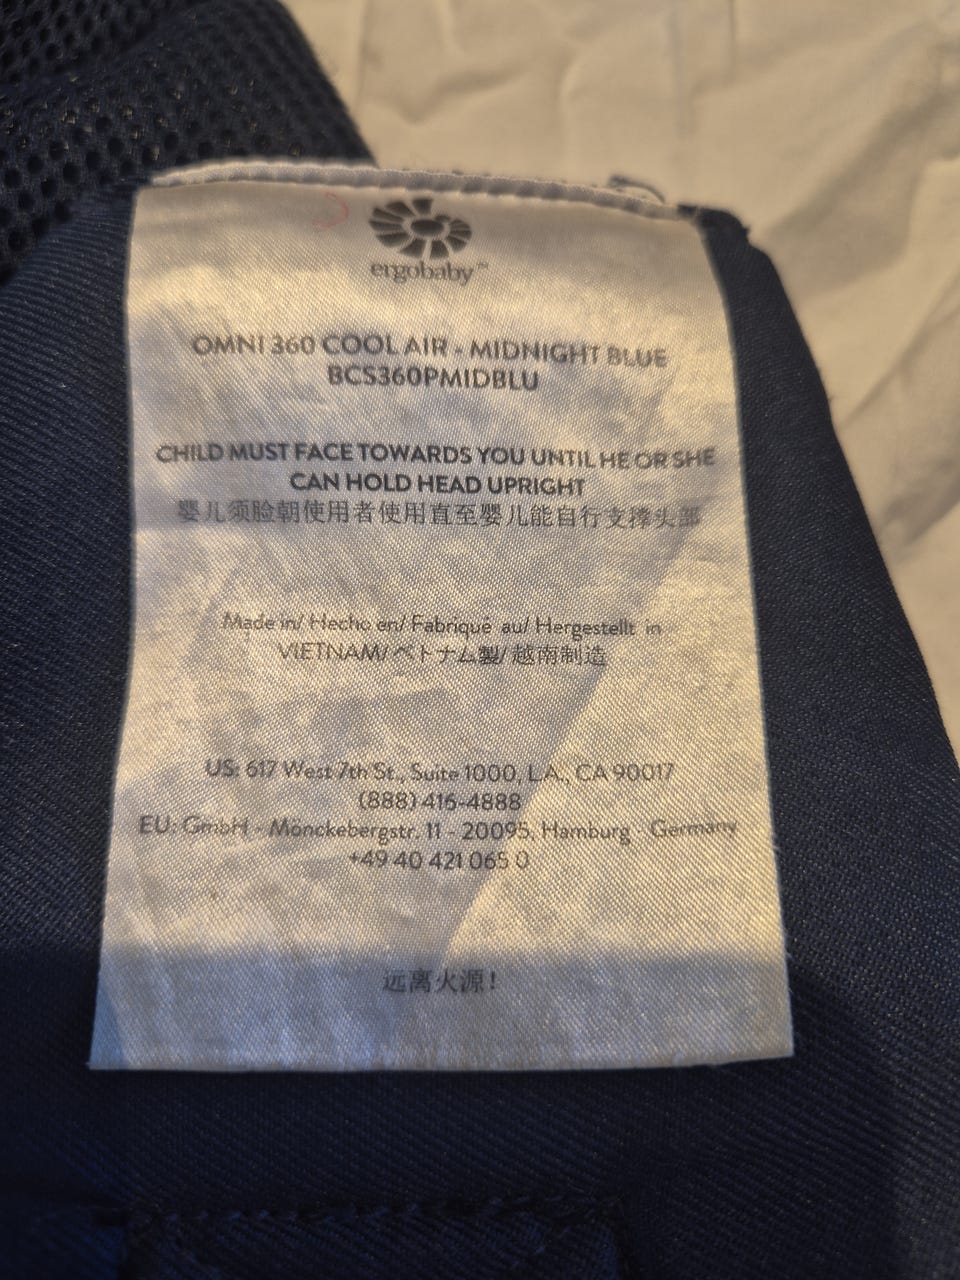 ergobaby™
OMNI 360 COOL AIR - MIDNIGHT BLUE
BCS360PMIDBLU
CHILD MUST FACE TOWARDS YOU UNTIL HE OR SHE
CAN HOLD HEAD UPRIGHT
婴儿须脸朝使用者使用直至婴儿能自行支撑头部
Made in/ Hecho en/ Fabriqué au/ Hergestellt in
VIETNAM/ ベトナム製/ 越南制造
US: 617 West 7th St., Suite 1000, L.A., CA 90017
(888) 416-4888
EU: GmbH - Mönckebergstr. 11 - 20095, Hamburg - Germany
+49 40 421 065 0
远离火源!